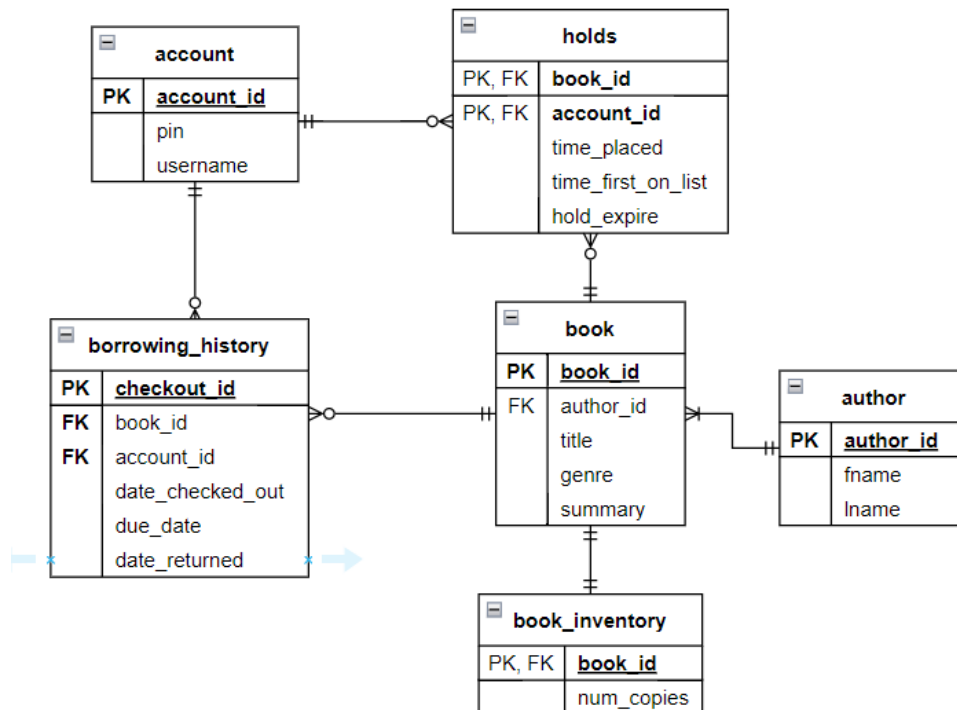 account
PK account_id
pin
username
holds
PK, FK book_id
PK, FK account_id
time_placed
time_first_on_list
hold_expire
borrowing_history
PK checkout_id
FK book_id
FK account_id
date_checked_out
due_date
date_returned
book
PK book_id
FK author_id
title
genre
summary
author
PK author_id
fname
lname
book_inventory
PK, FK book_id
num_copies